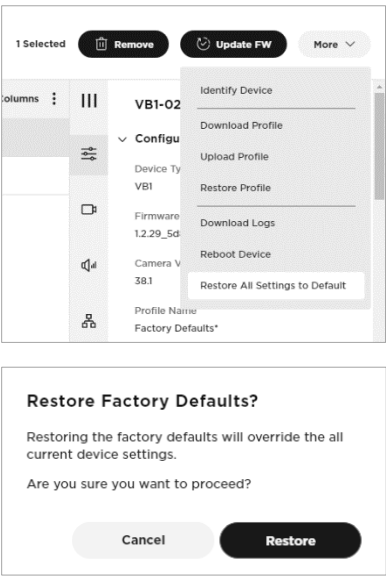 1 Selected
Remove
Update FW
More
Columns
VB1-02
Identify Device
Download Profile
Upload Profile
Restore Profile
Download Logs
Reboot Device
Restore All Settings to Default
Configu
Device Ty
VB1
Firmware
1.2.29_5d
Camera V
38.1
Profile Name
Factory Defaults*
Restore Factory Defaults?
Restoring the factory defaults will override the all
current device settings.
Are you sure you want to proceed?
Cancel
Restore